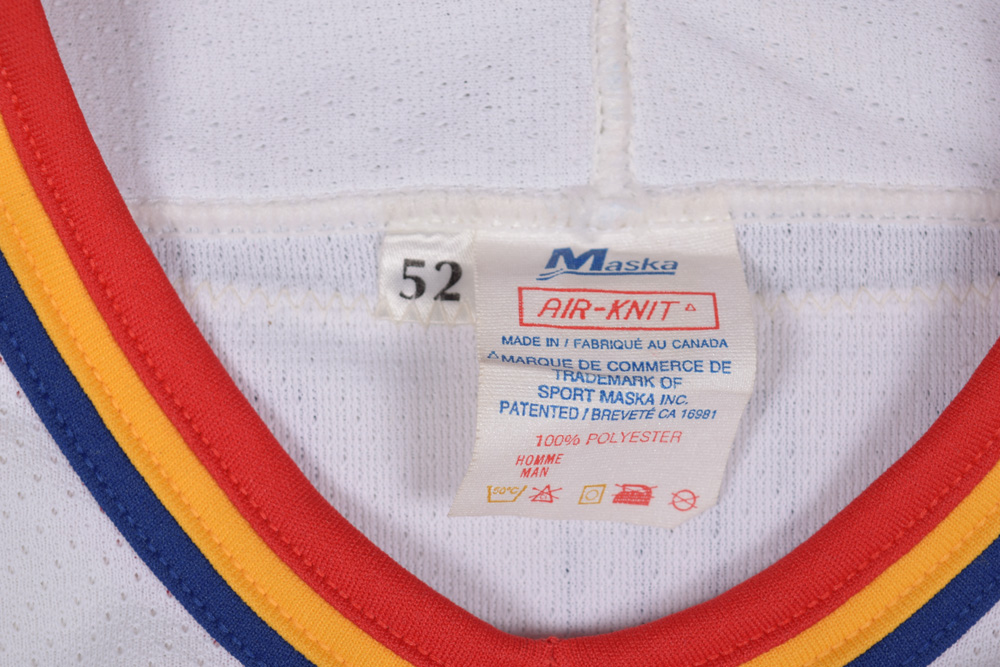 52
Maska
AIR-KNIT △
MADE IN / FABRIQUÉ AU CANADA
△MARQUE DE COMMERCE DE
TRADEMARK OF
SPORT MASKA INC.
PATENTED / BREVETÉ CA 16981
100% POLYESTER
HOMME
MAN
50°C